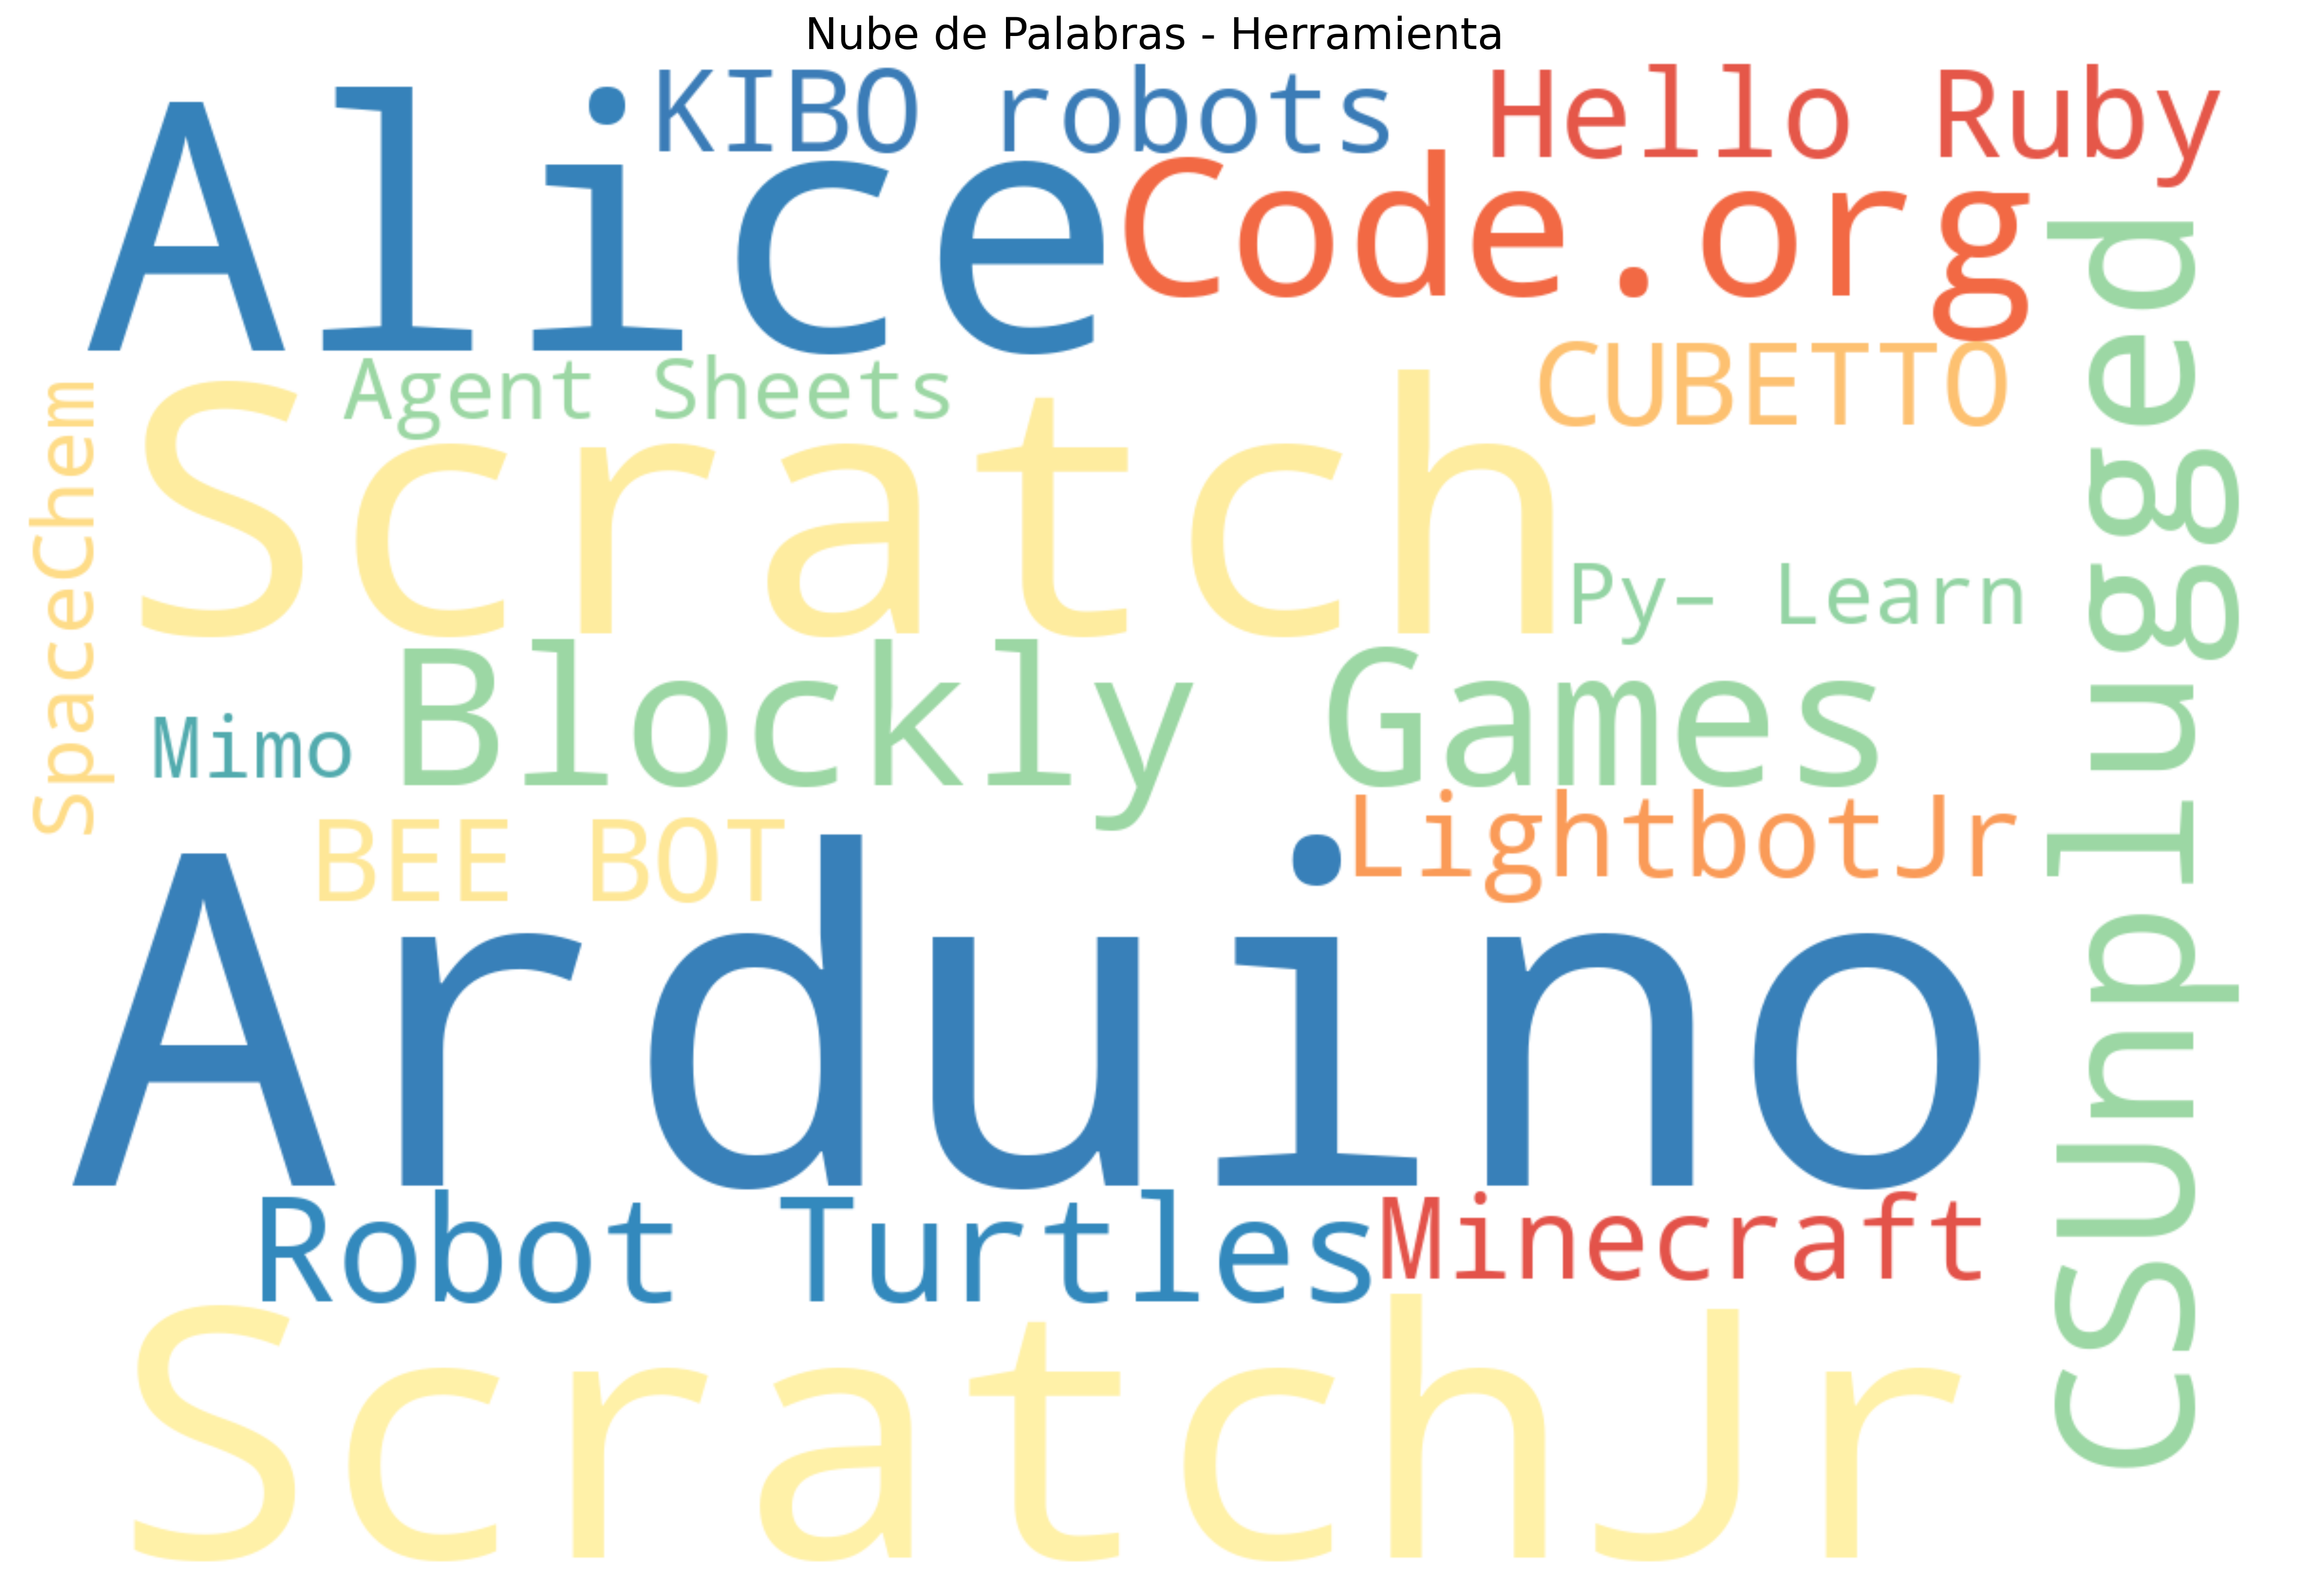 Nube de Palabras - Herramienta
KIBO robots
Hello Ruby
Alice
Code.org
Agent Sheets
CUBETTO
Scratch
SpaceChem
Py– Learn
Blockly Games
Mimo
BEE BOT
LightbotJr
Arduino
CSUnplugged
Robot Turtles
Minecraft
ScratchJr